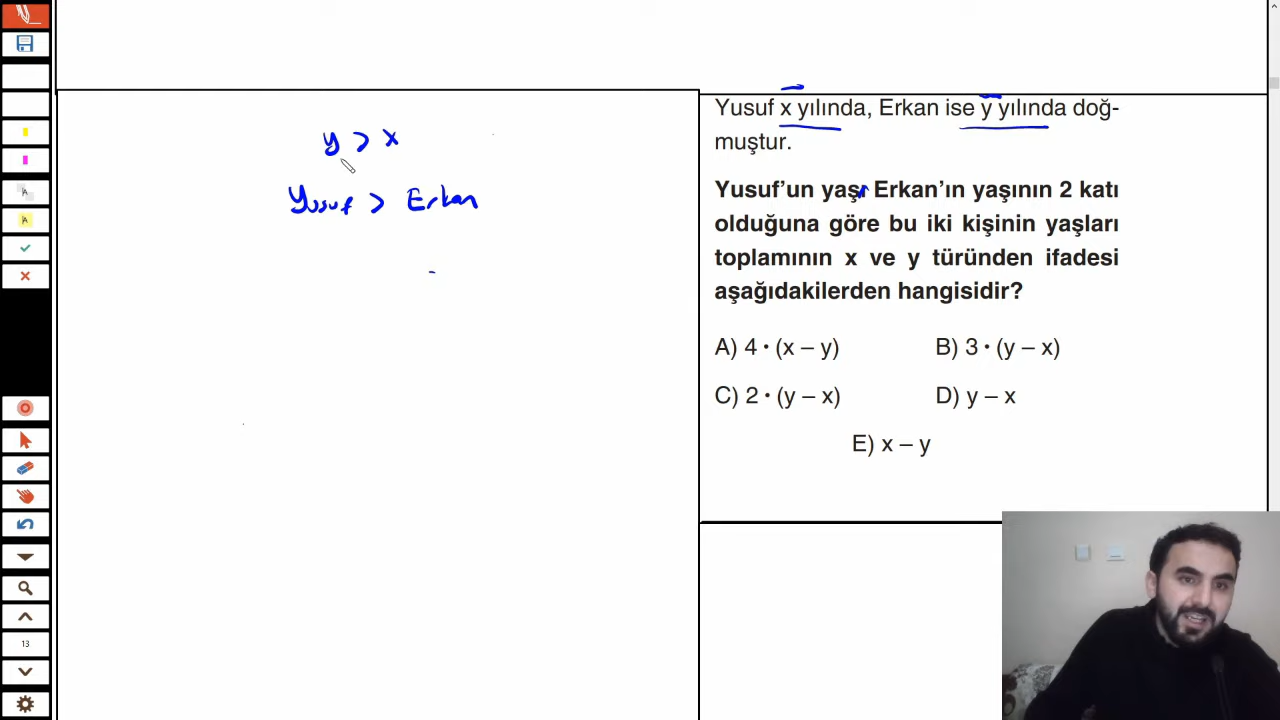 y > x
Yusuf > Erkan
Yusuf x yılında, Erkan ise y yılında doğ-
muştur.
Yusuf'un yaşı Erkan'ın yaşının 2 katı
olduğuna göre bu iki kişinin yaşları
toplamının x ve y türünden ifadesi
aşağıdakilerden hangisidir?
A) 4 • (x – y)
B) 3 • (y – x)
C) 2 • (y – x)
D) y – x
E) x – y
A
A
13